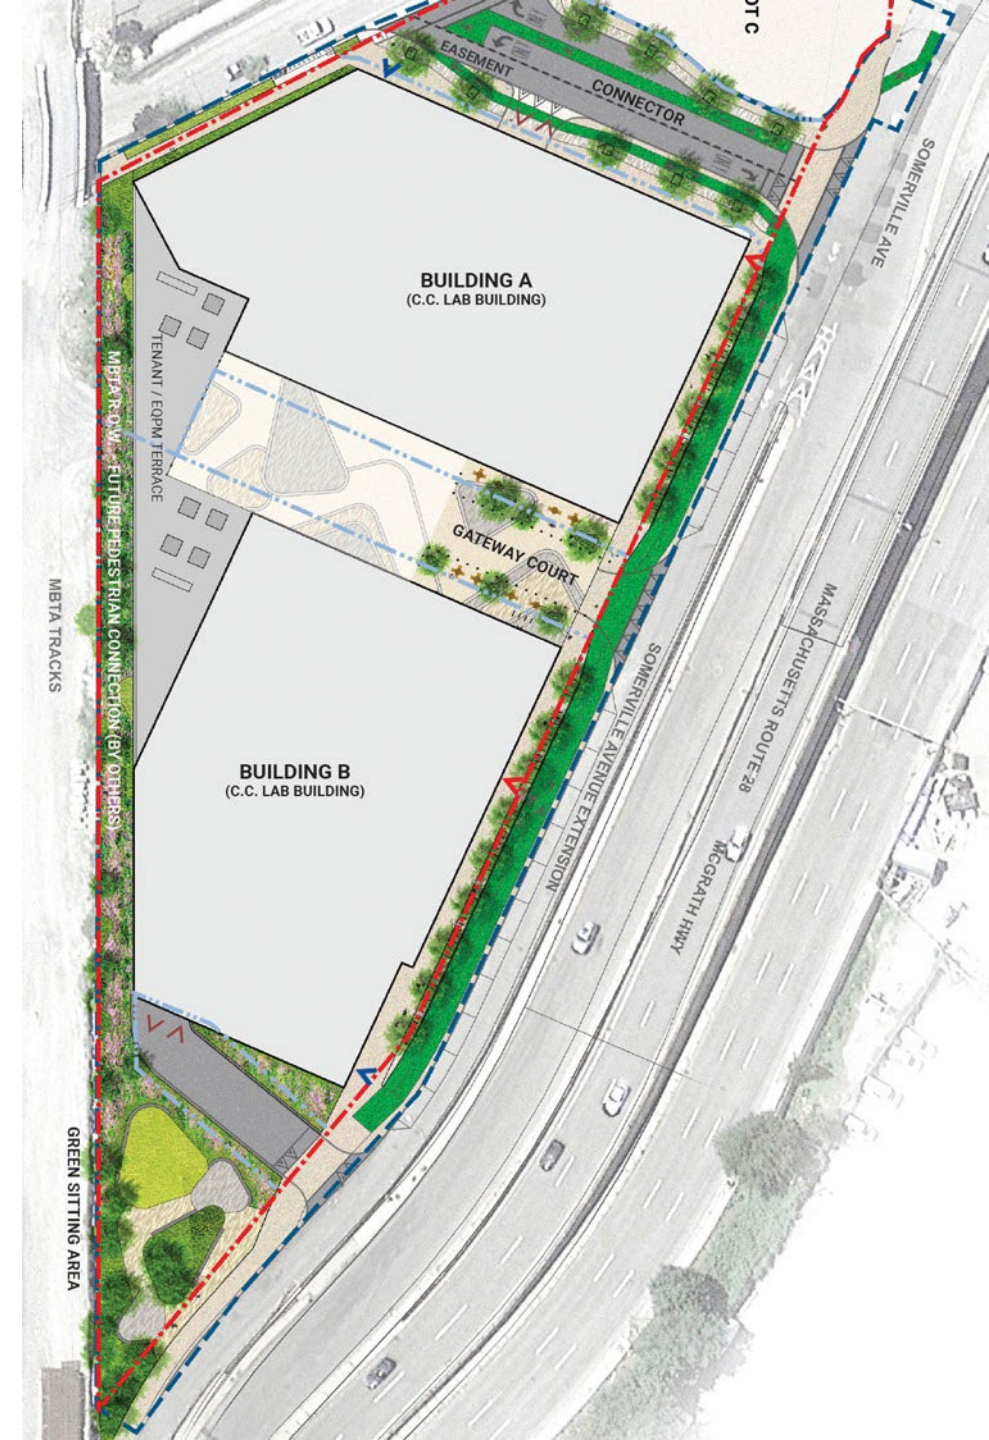 OT C
EASEMENT
CONNECTOR
SOMERVILLE AVE
BUILDING A
(C.C. LAB BUILDING)
TENANT / EQPM TERRACE
MBTA R.O.W. - FUTURE PEDESTRIAN CONNECTION (BY OTHERS)
GATEWAY COURT
MBTA TRACKS
MASSACHUSETTS ROUTE 28
SOMERVILLE AVENUE EXTENSION
BUILDING B
(C.C. LAB BUILDING)
MCGRATH HWY
GREEN SITTING AREA